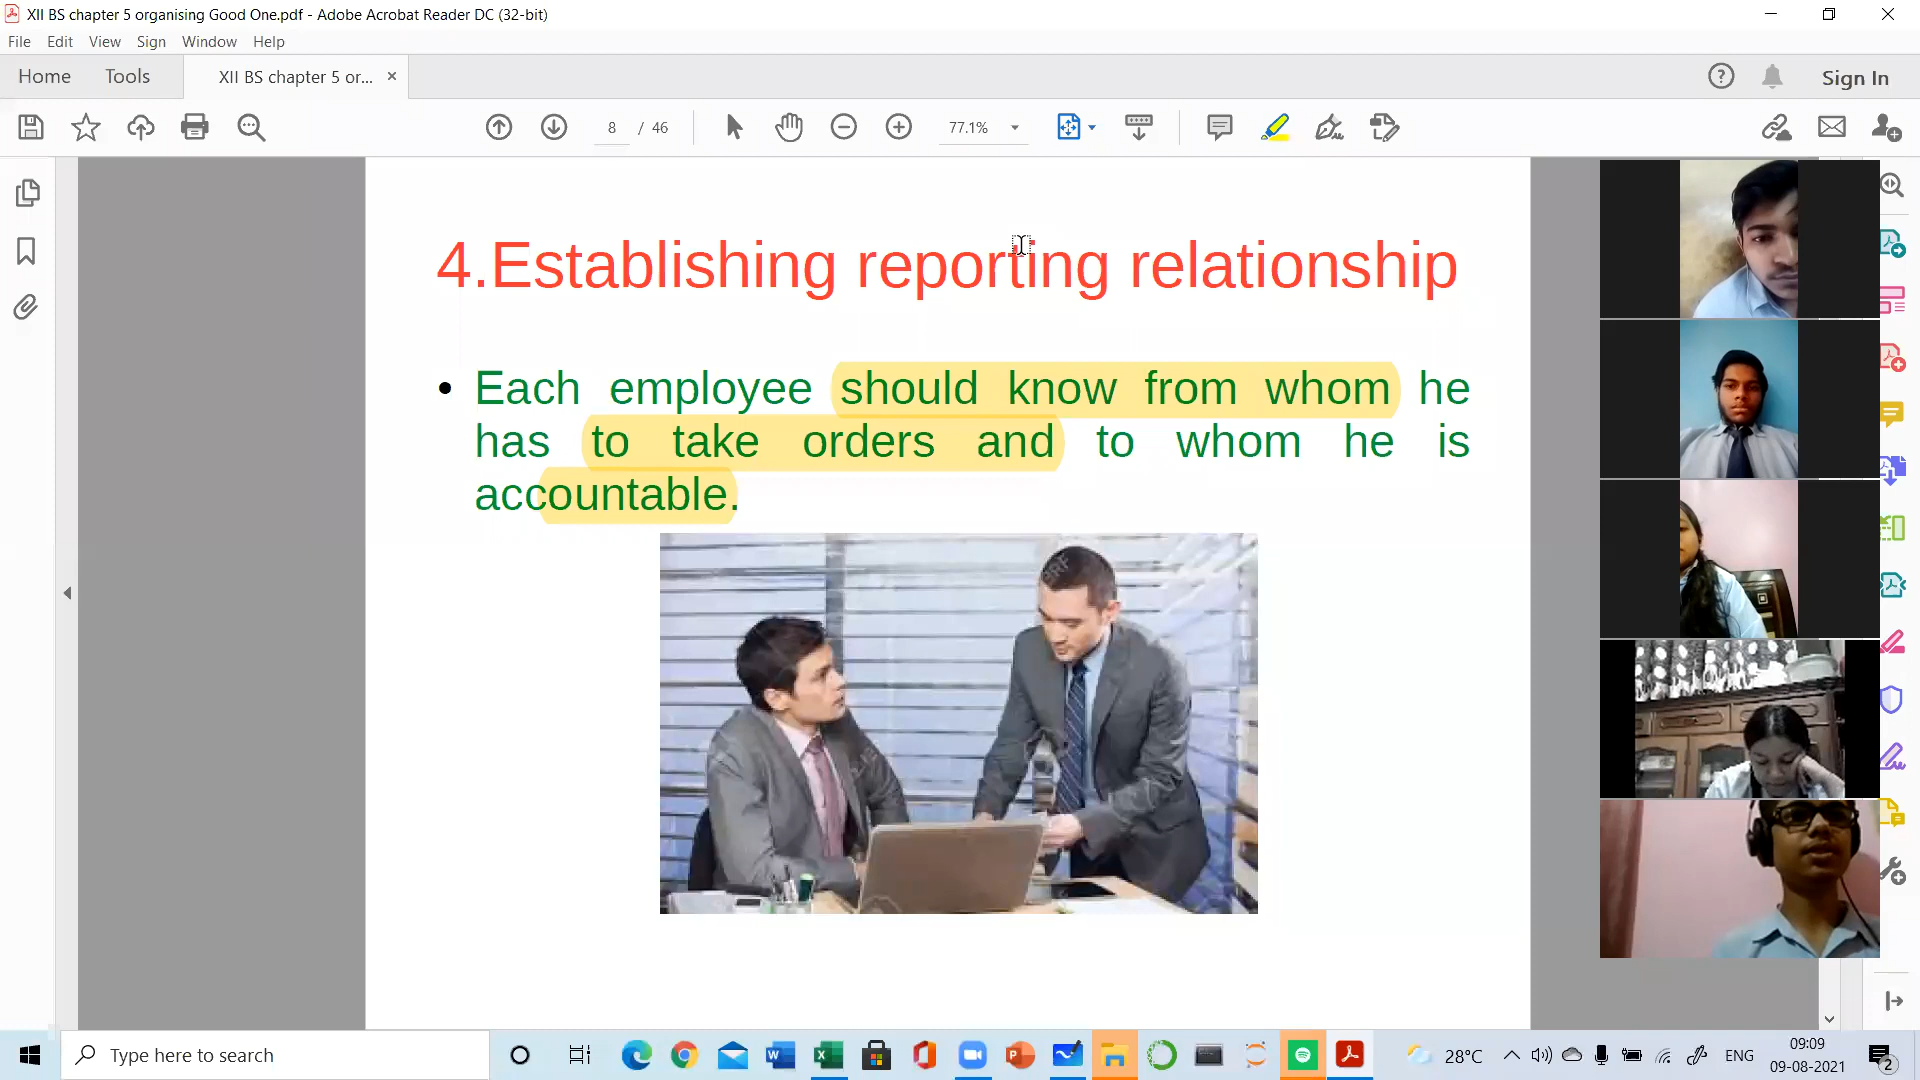 XII BS chapter 5 organising Good One.pdf - Adobe Acrobat Reader DC (32-bit)
File Edit View Sign Window Help
Home Tools XII BS chapter 5 or... Sign In
8 / 46 77.1%
4.Establishing reporting relationship
Each employee should know from whom he
has to take orders and to whom he is
accountable.
Type here to search
28°C ENG
09:09
09-08-2021
2